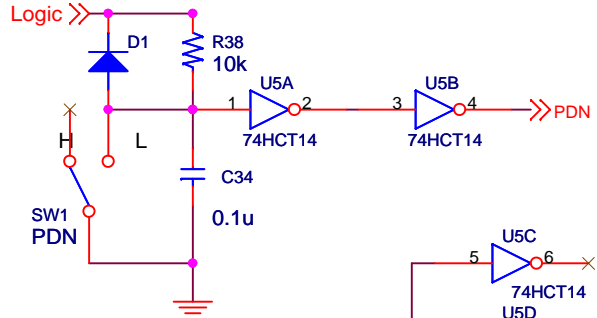 Logic
D1
R38
10k
U5A
U5B
1
2
3
4
PDN
74HCT14
74HCT14
H
L
C34
0.1u
SW1
PDN
U5C
5
6
74HCT14
U5D